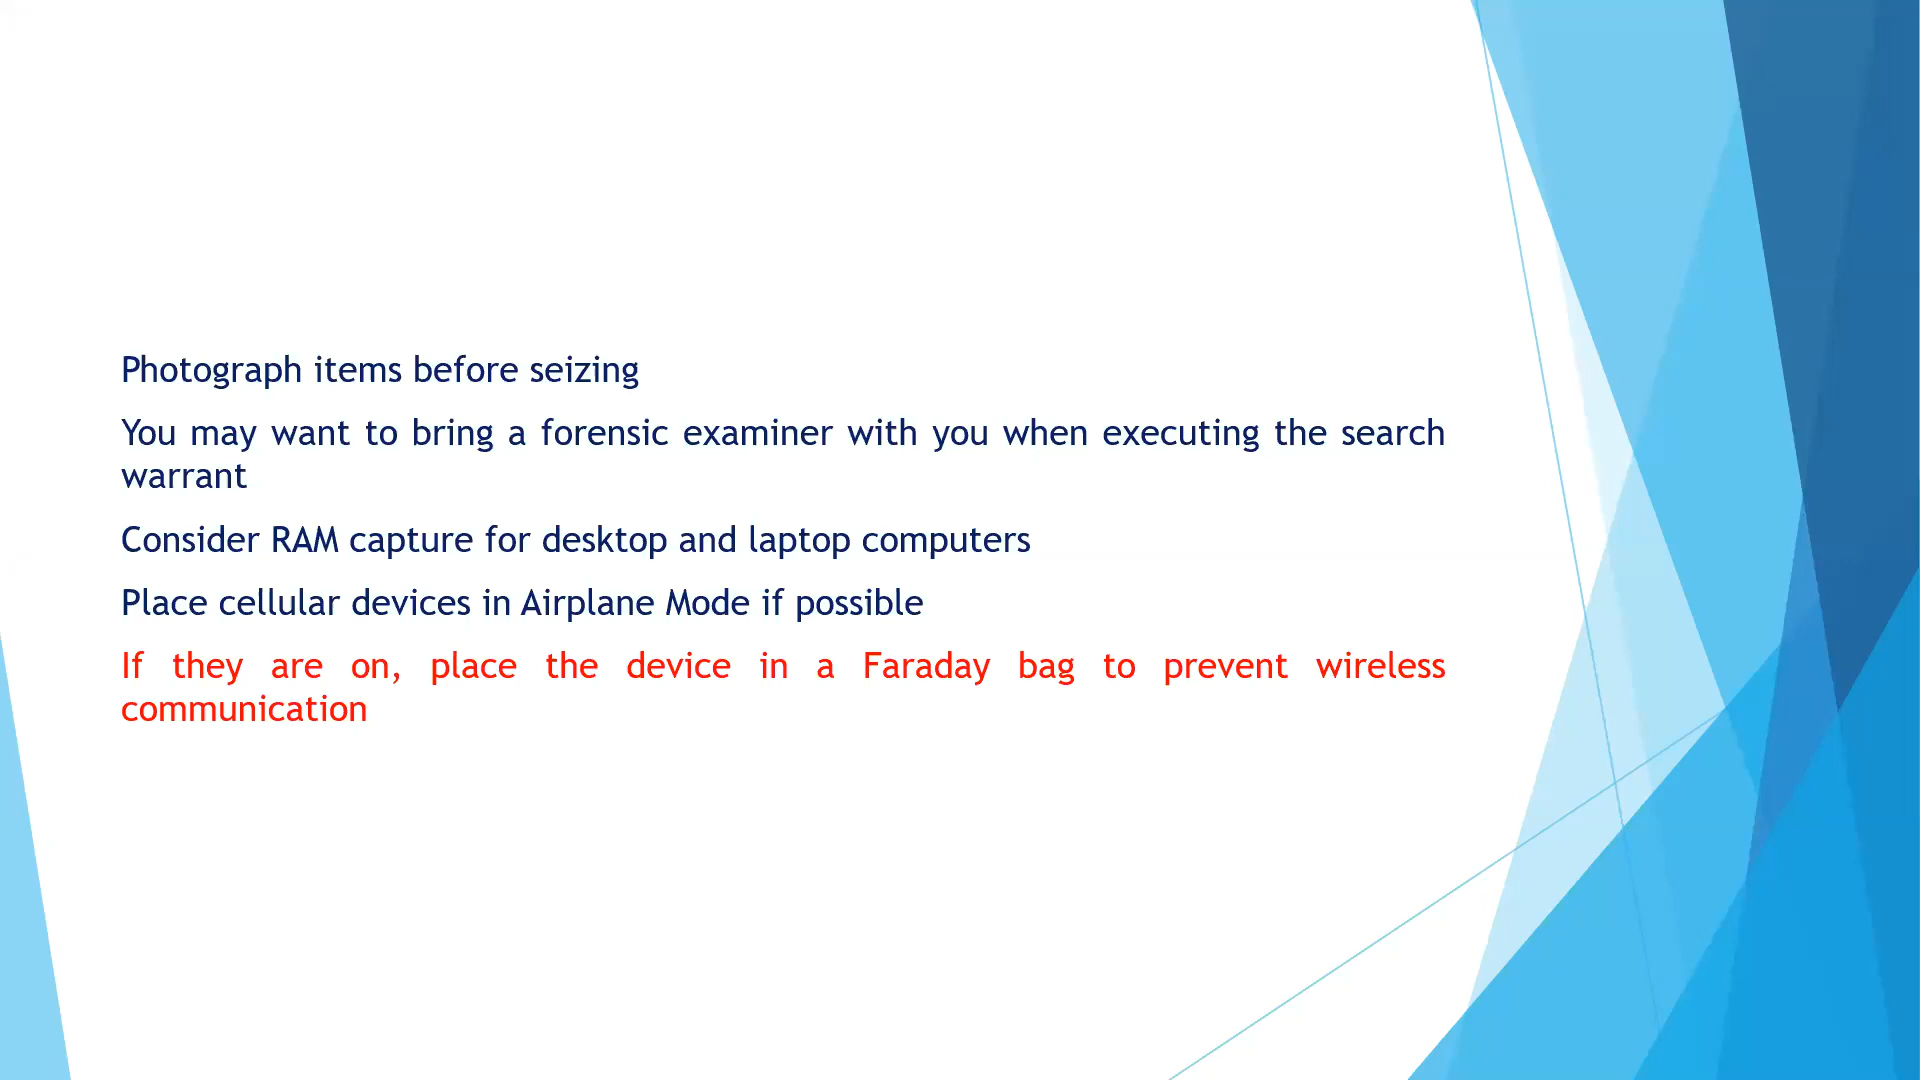 Photograph items before seizing
You may want to bring a forensic examiner with you when executing the search
warrant
Consider RAM capture for desktop and laptop computers
Place cellular devices in Airplane Mode if possible
If they are on, place the device in a Faraday bag to prevent wireless
communication